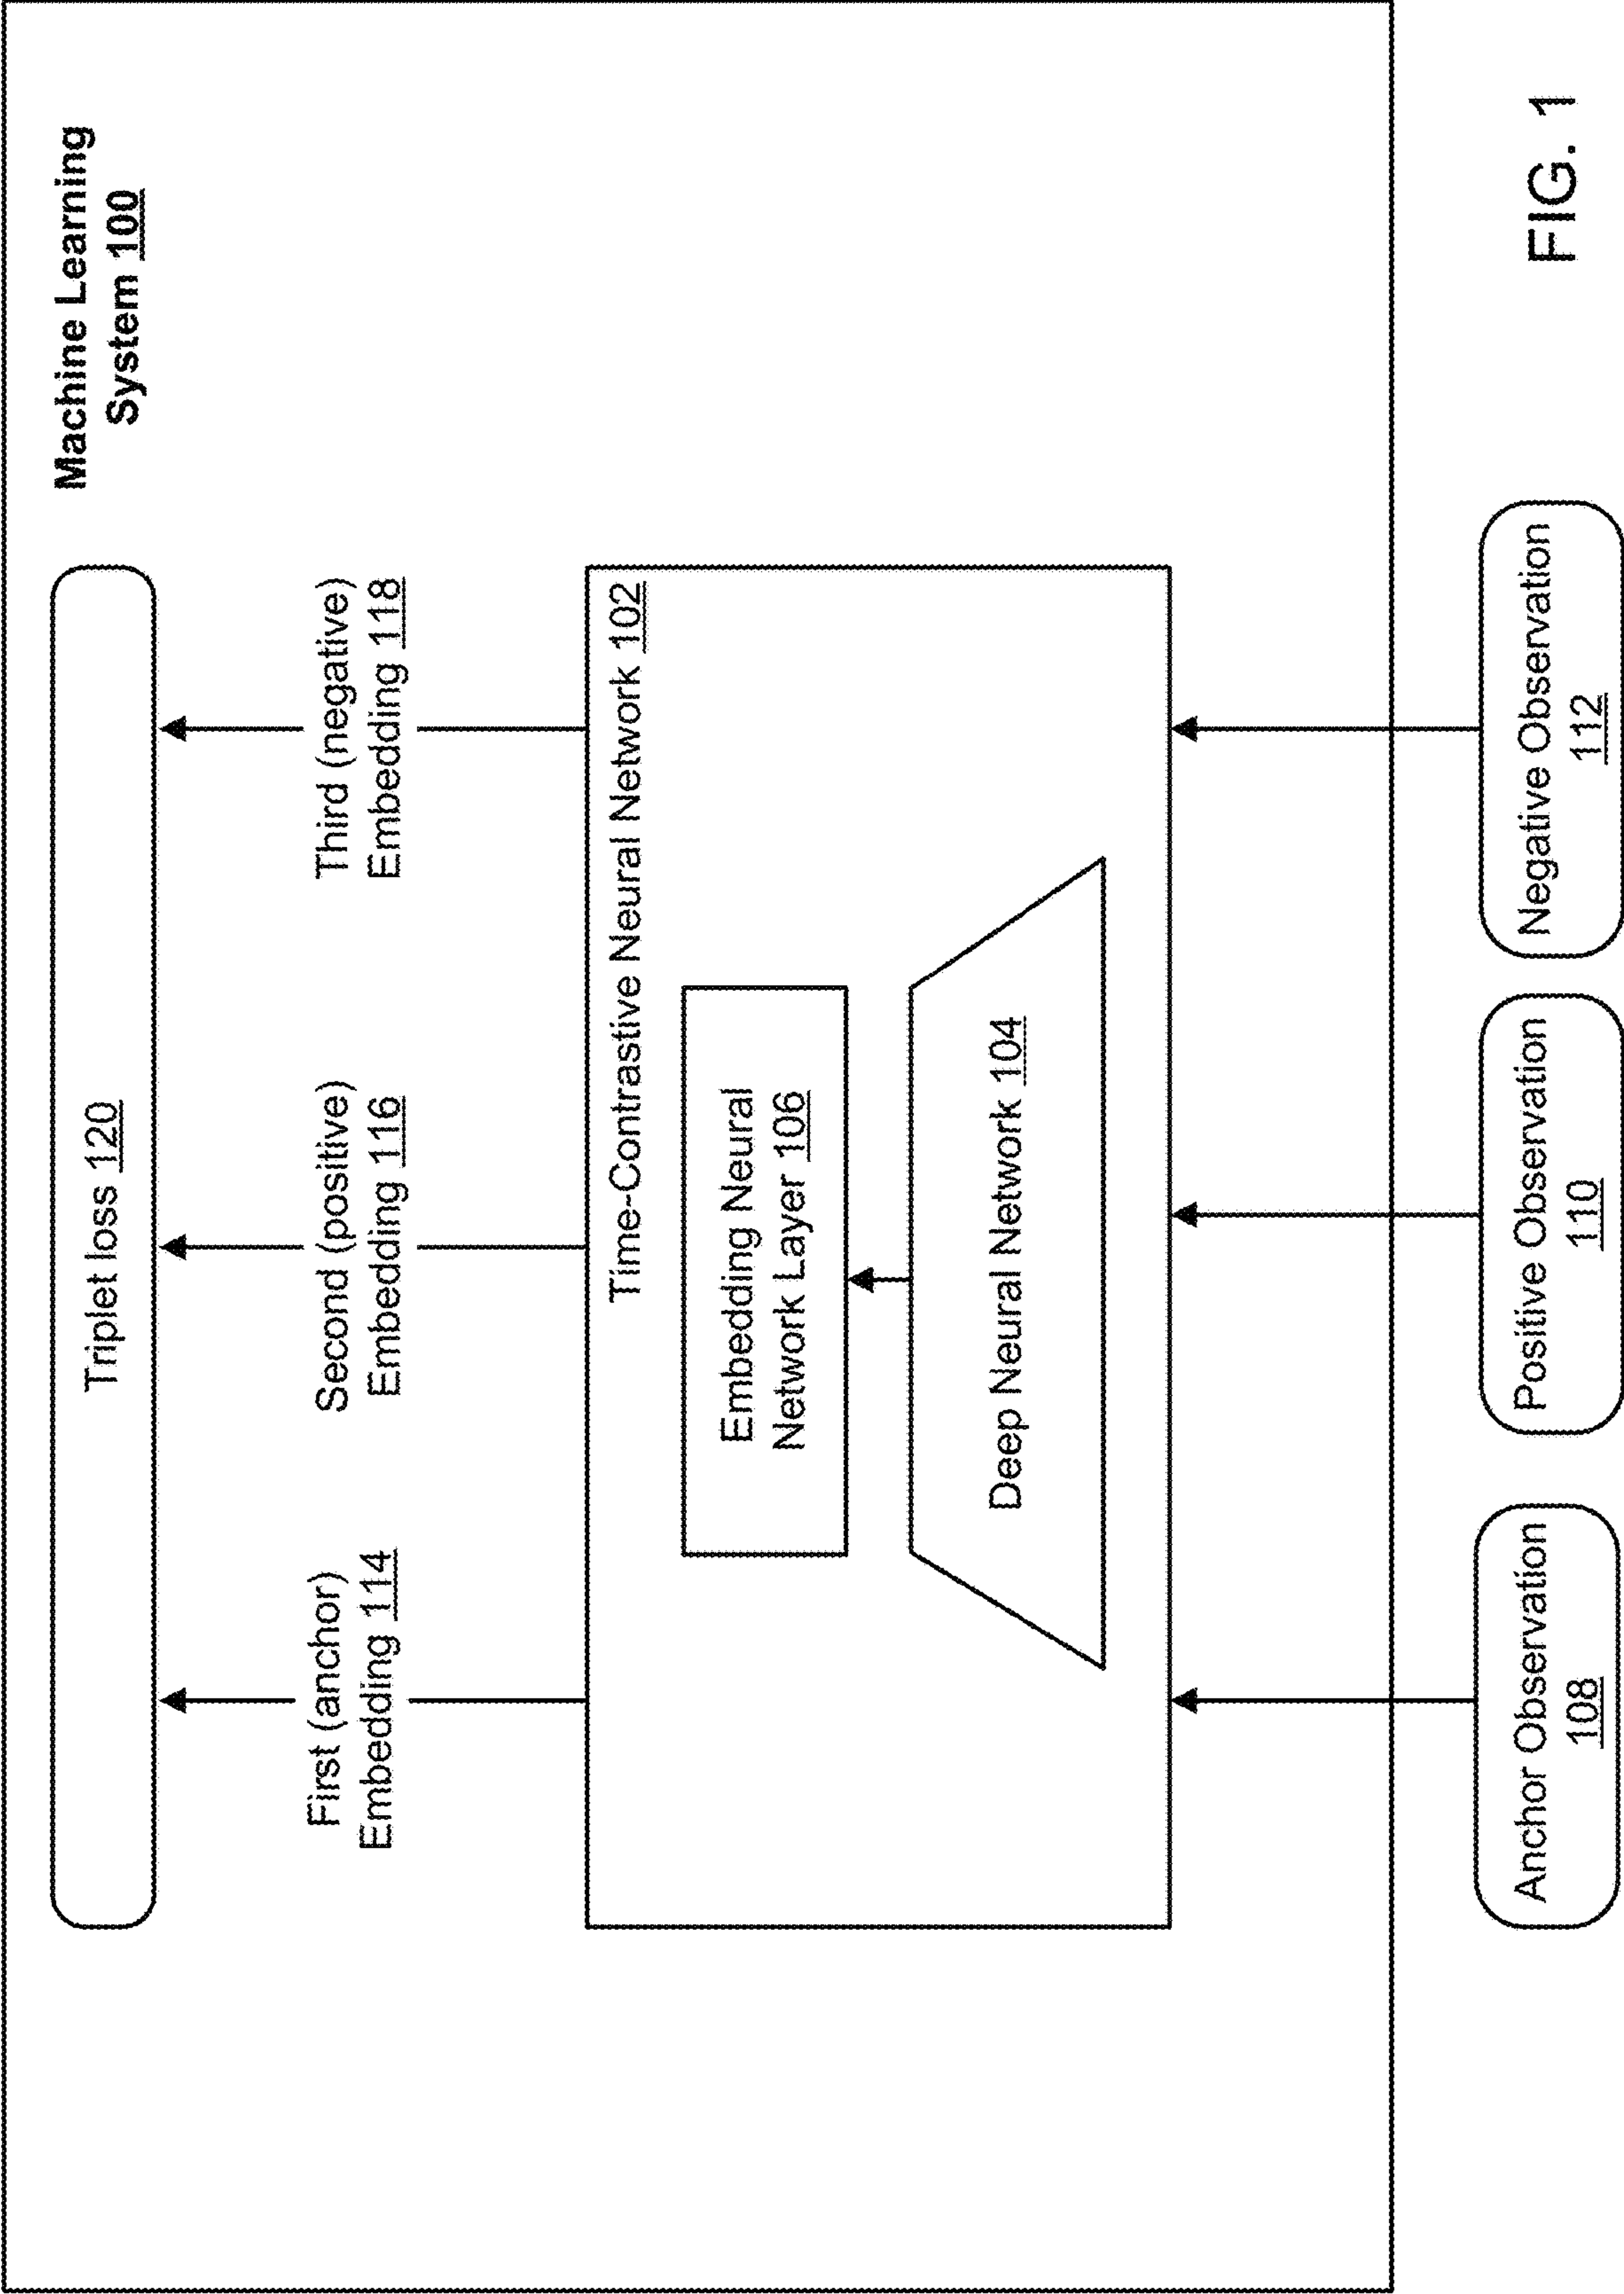 Machine Learning
System 100
Triplet loss 120
First (anchor)
Embedding 114
Second (positive)
Embedding 116
Third (negative)
Embedding 118
Time-Contrastive Neural Network 102
Embedding Neural
Network Layer 106
Deep Neural Network 104
Anchor Observation
108
Positive Observation
110
Negative Observation
112
FIG. 1